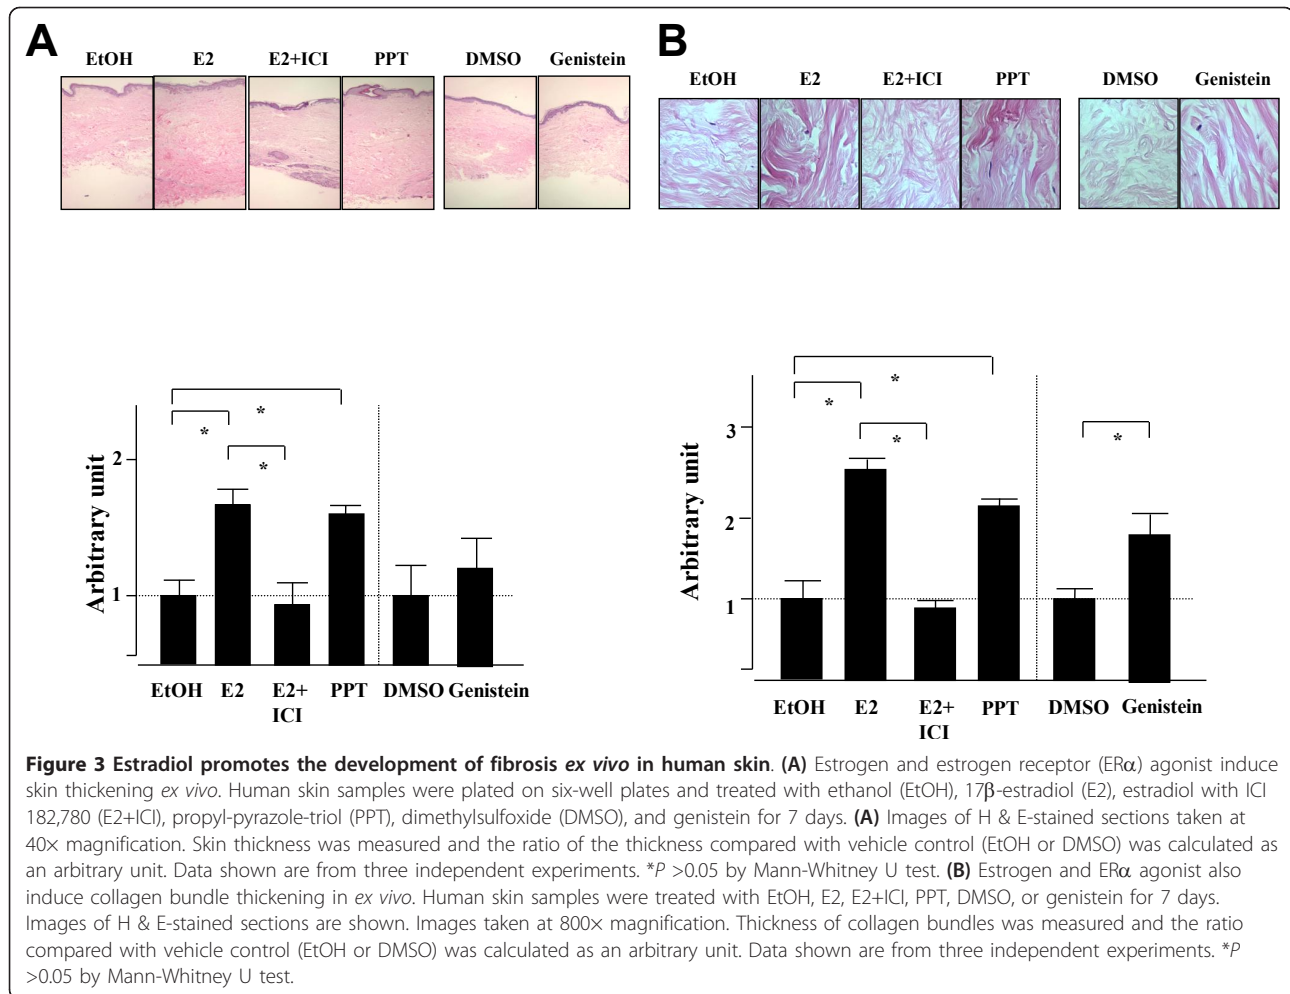 A
EtOH E2 E2+ICI PPT DMSO Genistein
B
EtOH E2 E2+ICI PPT DMSO Genistein
Arbitrary unit
2
1
*
*
*
EtOH E2 E2+ ICI PPT DMSO Genistein
Arbitrary unit
3
2
1
*
*
*
*
EtOH E2 E2+ ICI PPT DMSO Genistein
Figure 3 Estradiol promotes the development of fibrosis ex vivo in human skin. (A) Estrogen and estrogen receptor (ERα) agonist induce
skin thickening ex vivo. Human skin samples were plated on six-well plates and treated with ethanol (EtOH), 17β-estradiol (E2), estradiol with ICI
182,780 (E2+ICI), propyl-pyrazole-triol (PPT), dimethylsulfoxide (DMSO), and genistein for 7 days. (A) Images of H & E-stained sections taken at
40× magnification. Skin thickness was measured and the ratio of the thickness compared with vehicle control (EtOH or DMSO) was calculated as
an arbitrary unit. Data shown are from three independent experiments. *P >0.05 by Mann-Whitney U test. (B) Estrogen and ERα agonist also
induce collagen bundle thickening in ex vivo. Human skin samples were treated with EtOH, E2, E2+ICI, PPT, DMSO, or genistein for 7 days.
Images of H & E-stained sections are shown. Images taken at 800× magnification. Thickness of collagen bundles was measured and the ratio
compared with vehicle control (EtOH or DMSO) was calculated as an arbitrary unit. Data shown are from three independent experiments. *P
>0.05 by Mann-Whitney U test.